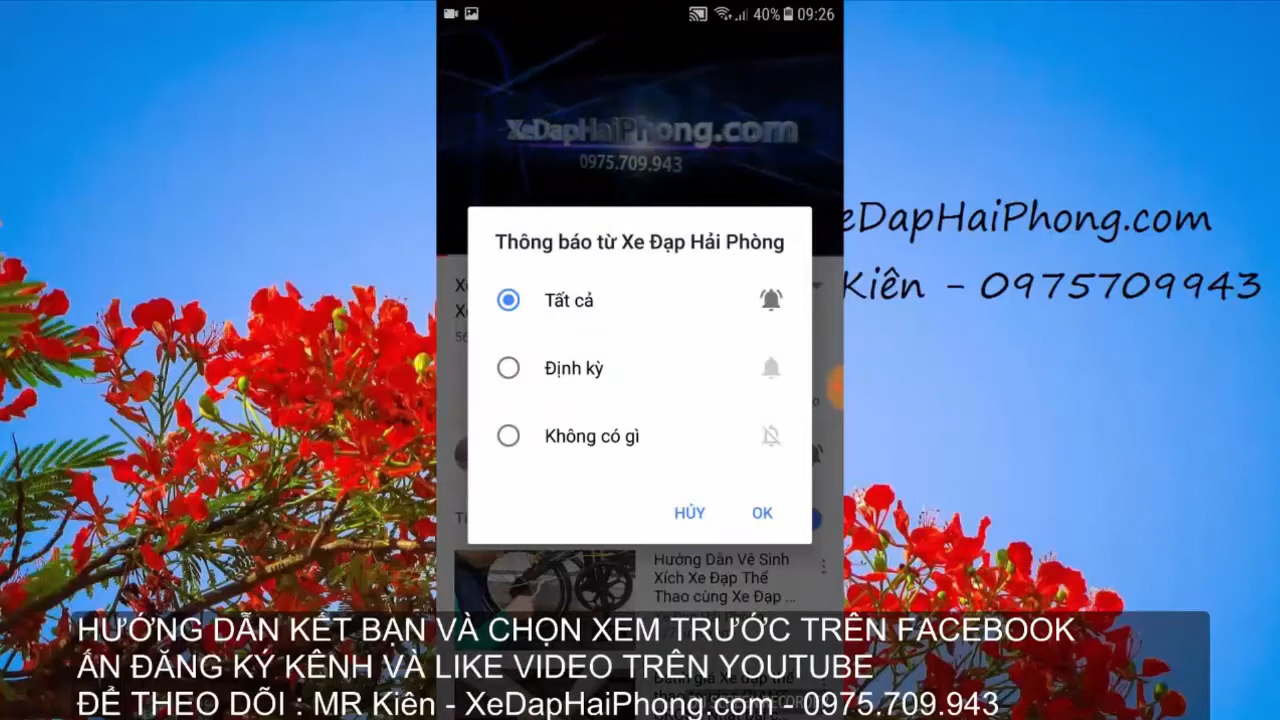 40% 09:26
XeDapHaiPhong.com
0975.709.943
eDapHaiPhong.com
Kiên - 0975709943
Thông báo từ Xe Đạp Hải Phòng
Tất cả
Định kỳ
Không có gì
HỦY OK
Hướng Dẫn Vệ Sinh
Xích Xe Đạp Thể
Thao cùng Xe Đạp ...
HƯỚNG DẪN KẾT BẠN VÀ CHỌN XEM TRƯỚC TRÊN FACEBOOK
ẤN ĐĂNG KÝ KÊNH VÀ LIKE VIDEO TRÊN YOUTUBE
ĐỂ THEO DÕI : MR Kiên - XeDapHaiPhong.com - 0975.709.943